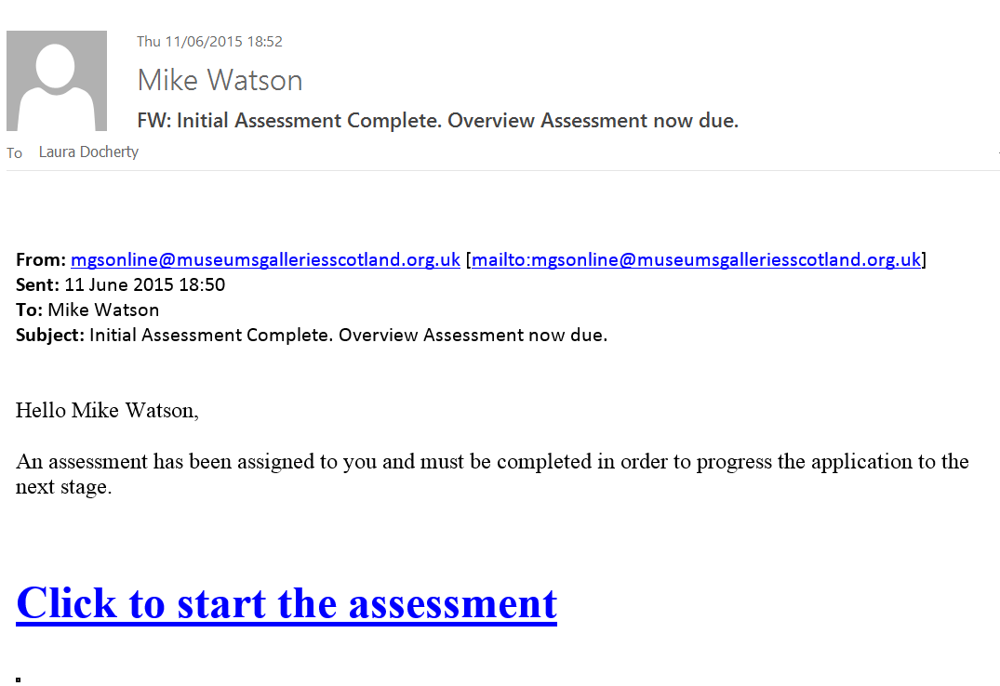 Thu 11/06/2015 18:52
Mike Watson
FW: Initial Assessment Complete. Overview Assessment now due.
To Laura Docherty
From: mgsonline@museumsgalleriesscotland.org.uk [mailto:mgsonline@museumsgalleriesscotland.org.uk]
Sent: 11 June 2015 18:50
To: Mike Watson
Subject: Initial Assessment Complete. Overview Assessment now due.
Hello Mike Watson,
An assessment has been assigned to you and must be completed in order to progress the application to the
next stage.
Click to start the assessment